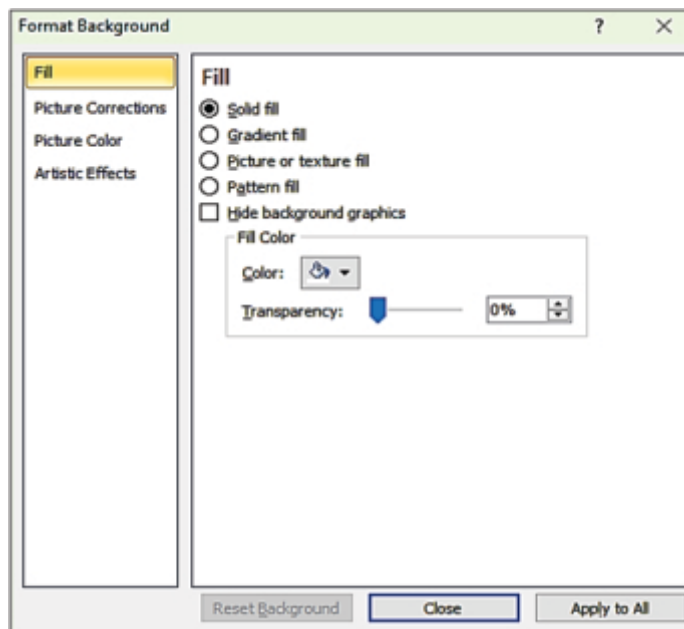 Format Background
?
Fill
Picture Corrections
Picture Color
Artistic Effects
Fill
Solid fill
Gradient fill
Picture or texture fill
Pattern fill
Hide background graphics
Fill Color
Color:
Transparency: 0%
Reset Background Close Apply to All